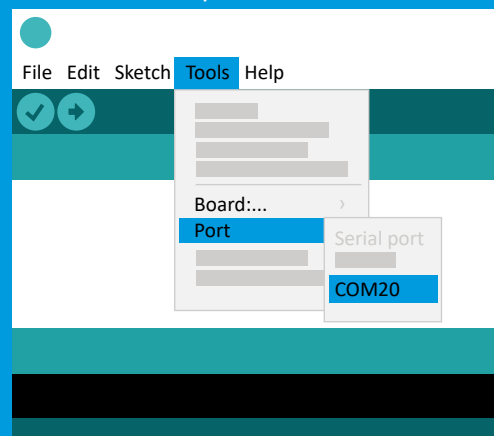 File Edit Sketch Tools Help
Board:...
Port
Serial port
COM20